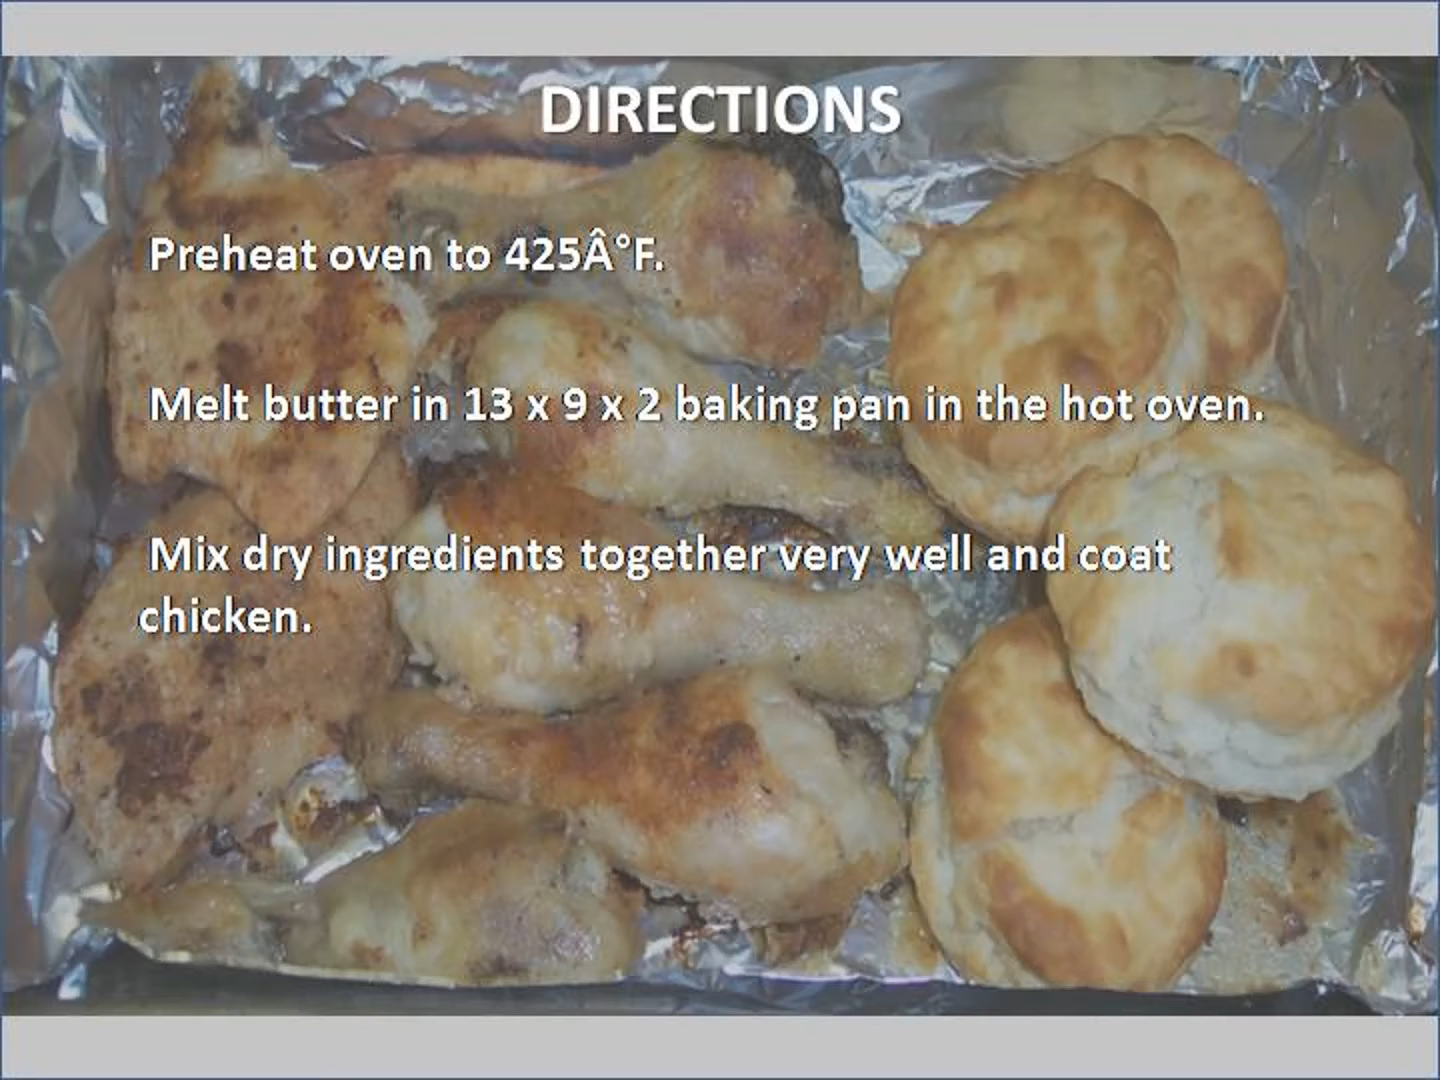 DIRECTIONS
Preheat oven to 425Â°F.
Melt butter in 13 x 9 x 2 baking pan in the hot oven.
Mix dry ingredients together very well and coat
chicken.